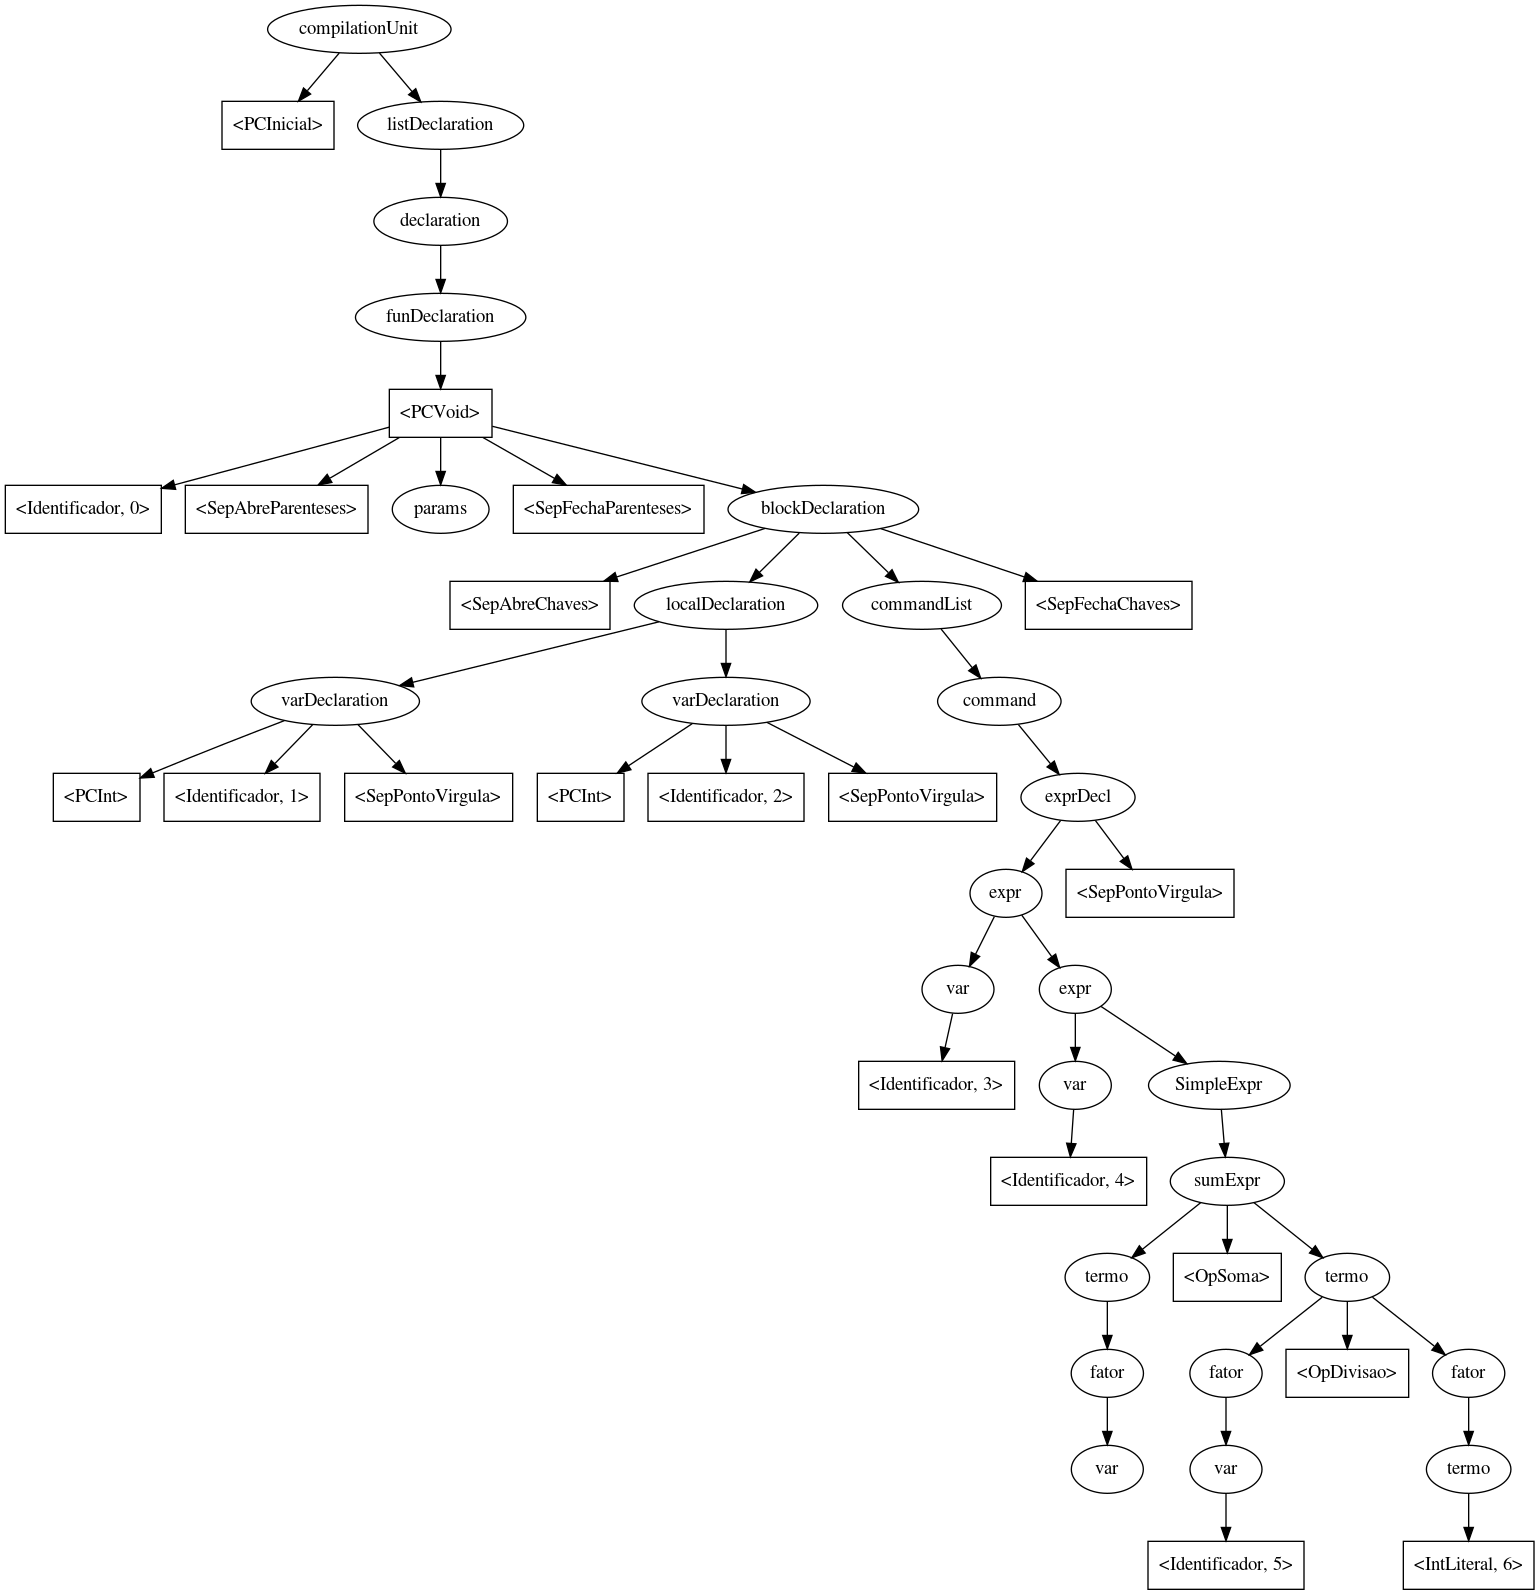 compilationUnit
<PCInicial>
listDeclaration
declaration
funDeclaration
<PCVoid>
<Identificador, 0>
<SepAbreParenteses>
params
<SepFechaParenteses>
blockDeclaration
<SepAbreChaves>
localDeclaration
commandList
<SepFechaChaves>
varDeclaration
varDeclaration
command
<PCInt>
<Identificador, 1>
<SepPontoVirgula>
<PCInt>
<Identificador, 2>
<SepPontoVirgula>
exprDecl
expr
<SepPontoVirgula>
var
expr
<Identificador, 3>
var
SimpleExpr
<Identificador, 4>
sumExpr
termo
<OpSoma>
termo
fator
fator
<OpDivisao>
fator
var
var
termo
<Identificador, 5>
<IntLiteral, 6>